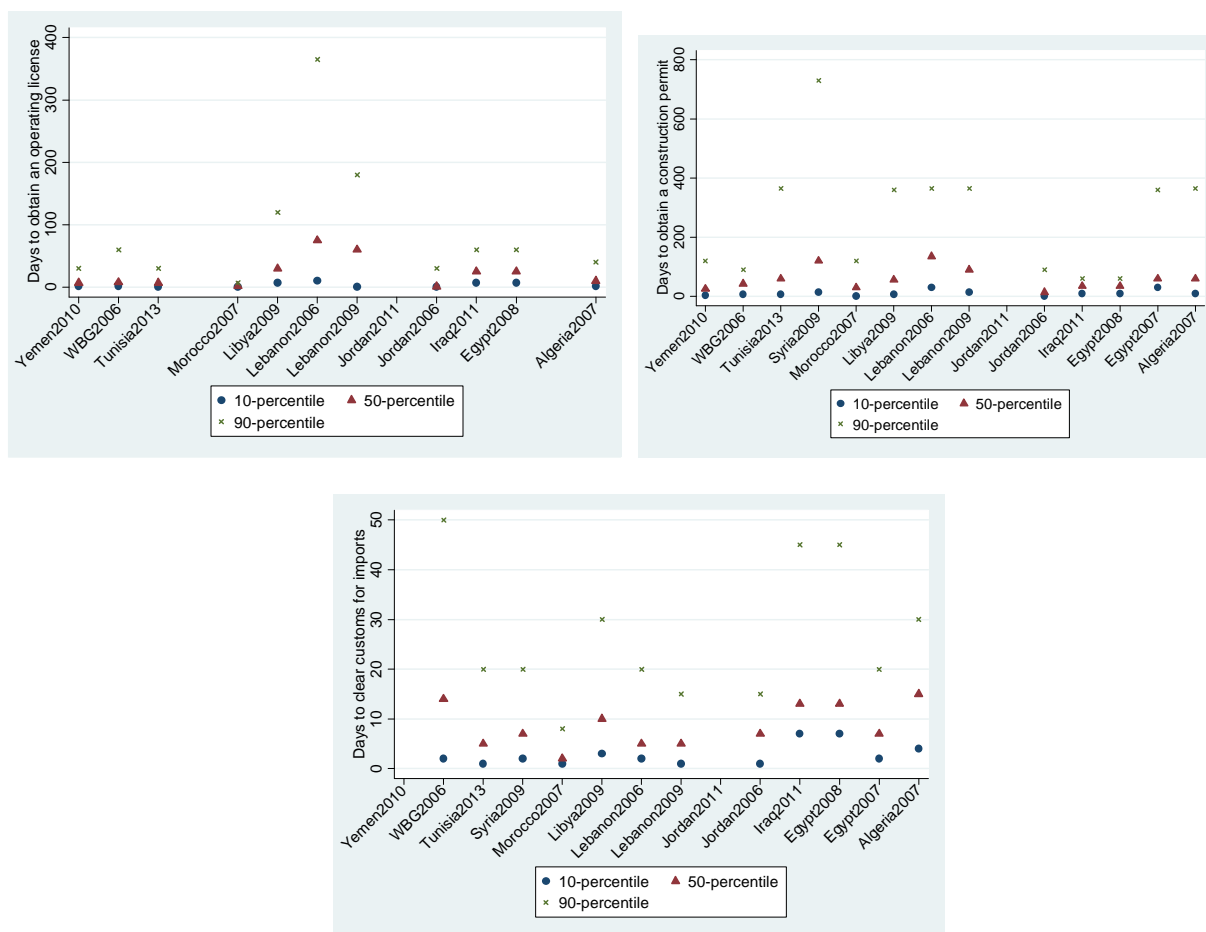 Days to obtain an operating license
400
300
200
100
0
Yemen2010
WBG2006
Tunisia2013
Morocco2007
Libya2009
Lebanon2006
Lebanon2009
Jordan2011
Jordan2006
Iraq2011
Egypt2008
Algeria2007
10-percentile 50-percentile
90-percentile
Days to obtain a construction permit
800
600
400
200
0
Yemen2010
WBG2006
Tunisia2013
Syria2009
Morocco2007
Libya2009
Lebanon2006
Lebanon2009
Jordan2011
Jordan2006
Iraq2011
Egypt2008
Egypt2007
Algeria2007
10-percentile 50-percentile
90-percentile
Days to clear customs for imports
50
40
30
20
10
0
Yemen2010
WBG2006
Tunisia2013
Syria2009
Morocco2007
Libya2009
Lebanon2006
Lebanon2009
Jordan2011
Jordan2006
Iraq2011
Egypt2008
Egypt2007
Algeria2007
10-percentile 50-percentile
90-percentile